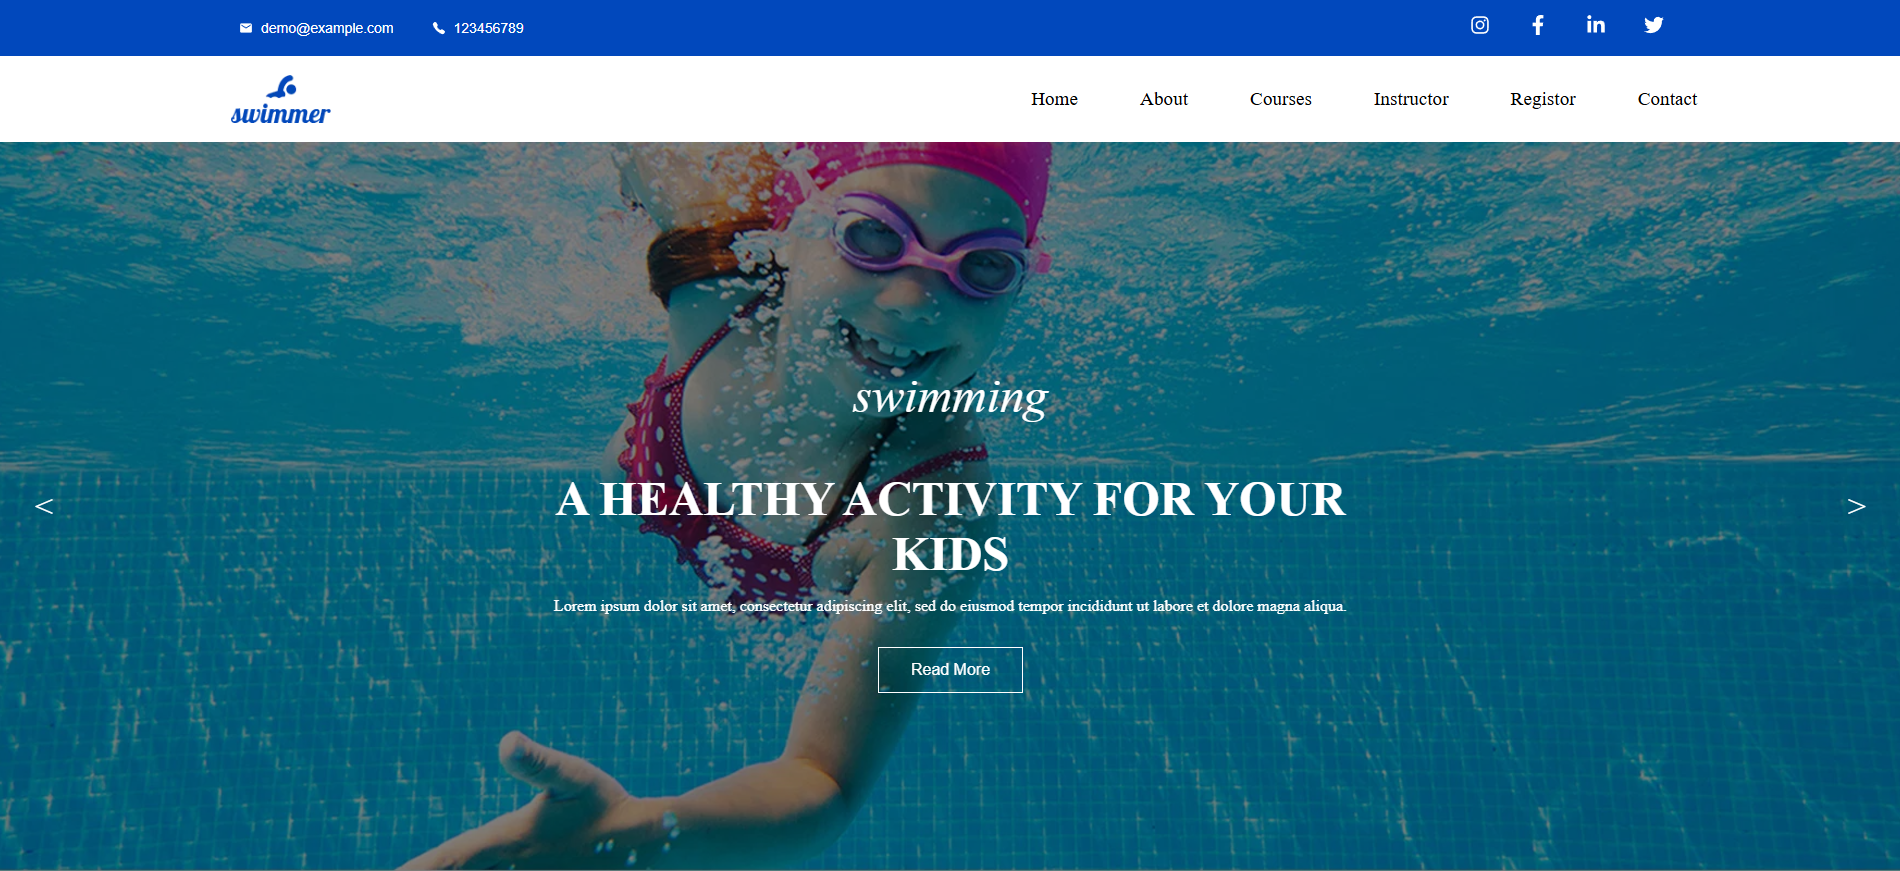 demo@example.com 123456789
swimmer
Home About Courses Instructor Registor Contact
swimming
A HEALTHY ACTIVITY FOR YOUR
KIDS
Lorem ipsum dolor sit amet, consectetur adipiscing elit, sed do eiusmod tempor incididunt ut labore et dolore magna aliqua.
< >
Read More